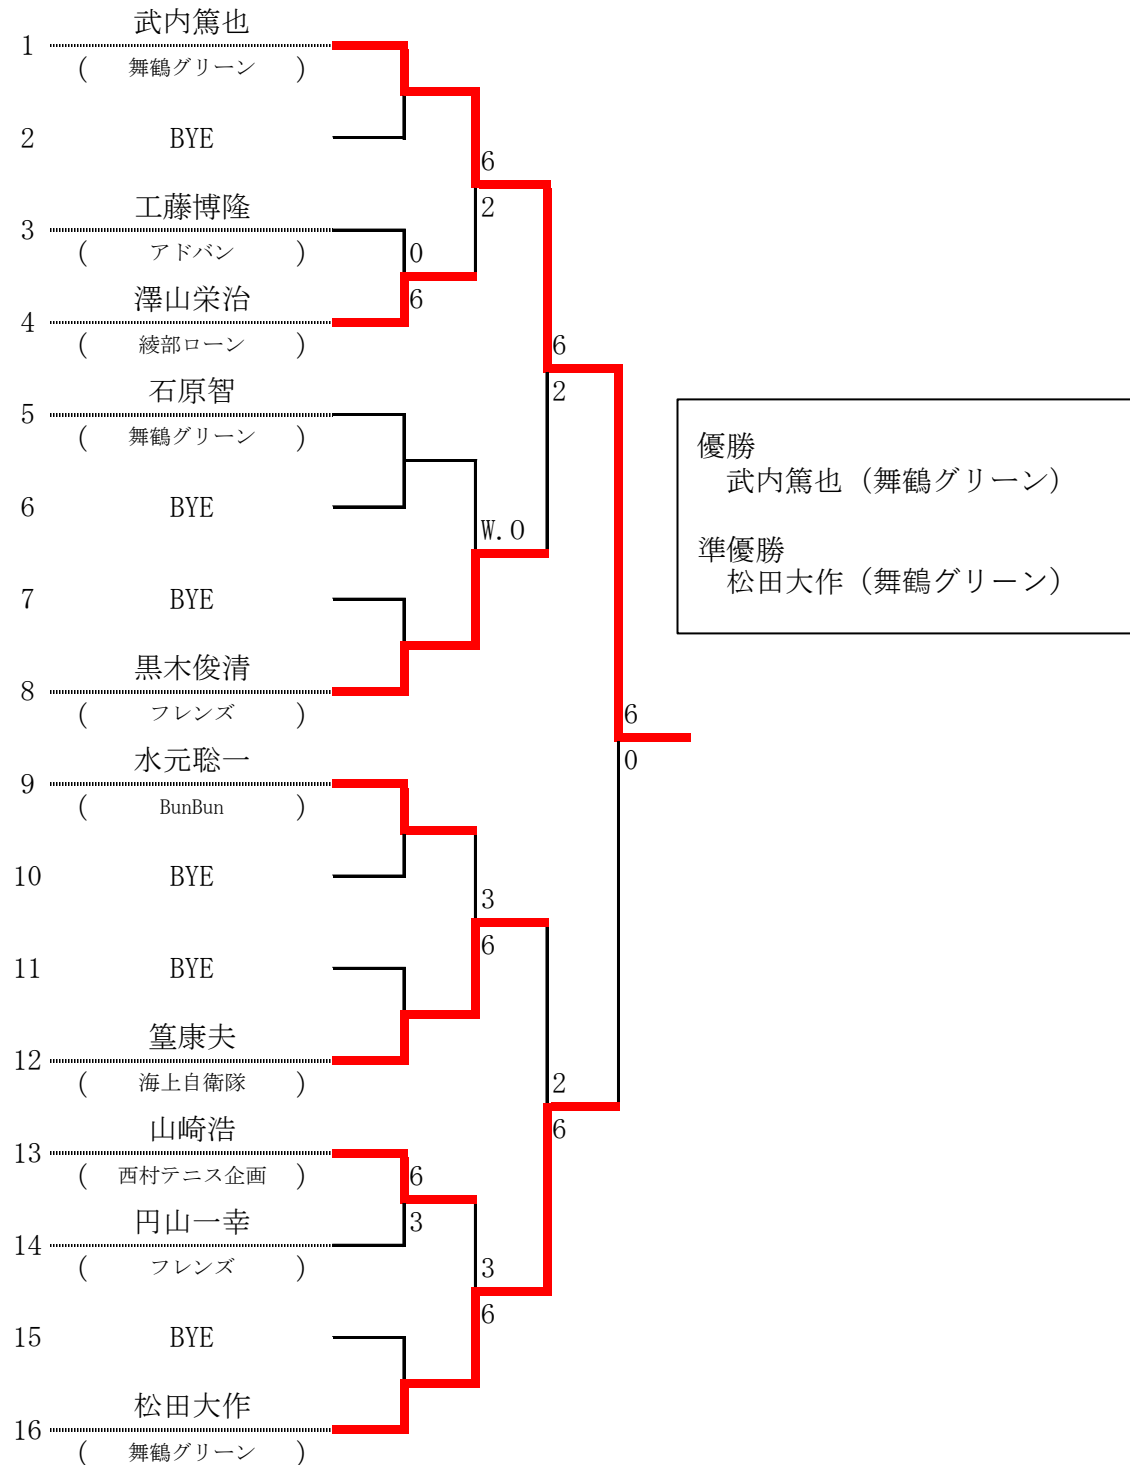 武内篤也
1
( 舞鶴グリーン )
2 BYE
6
工藤博隆
2
3
( アドバン ) 0
澤山栄治 6
4
( 綾部ローン )
6
石原智 2
5
( 舞鶴グリーン )
6 BYE
W.O
7 BYE
黒木俊清
8
( フレンズ )
6
水元聡一 0
9
( BunBun )
10 BYE
3
6
11 BYE
篁康夫
12
( 海上自衛隊 )
2
山崎浩 6
13
( 西村テニス企画 ) 6
円山一幸 3
14
( フレンズ ) 3
6
15 BYE
松田大作
16
( 舞鶴グリーン )
優勝
武内篤也（舞鶴グリーン）
準優勝
松田大作（舞鶴グリーン）